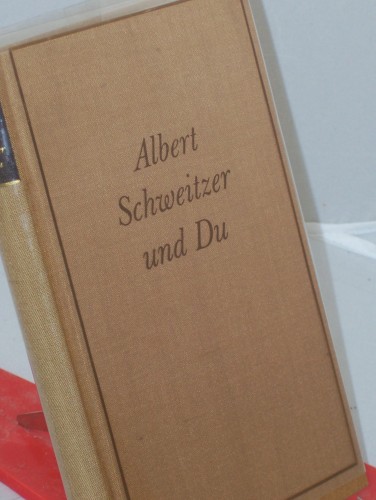 Albert
Schweitzer
und Du